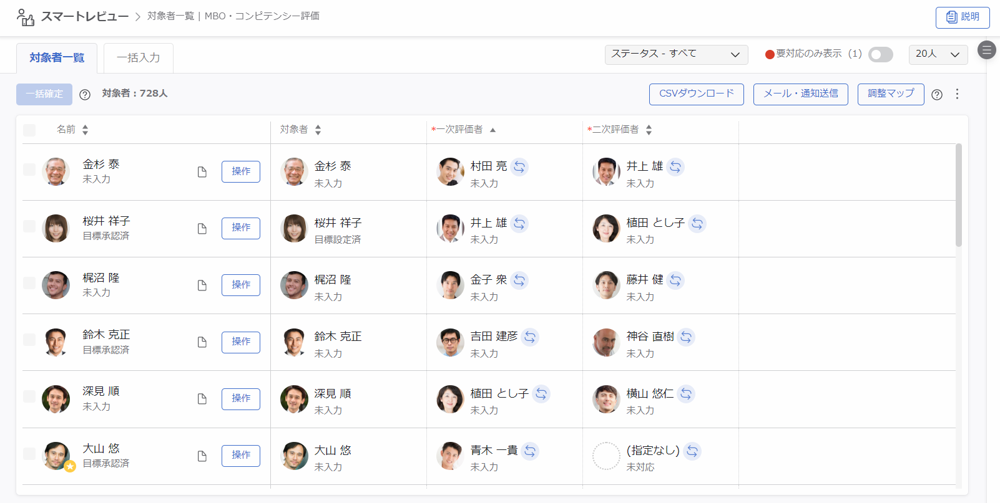 スマートレビュー > 対象者一覧 | MBO・コンピテンシー評価
説明
対象者一覧
一括入力
ステータス - すべて
要対応のみ表示 (1)
20人
一括確定
対象者：728人
CSVダウンロード
メール・通知送信
調整マップ
名前
対象者
*一次評価者
*二次評価者
金杉 泰
未入力
操作
金杉 泰
未入力
村田 亮
未入力
井上 雄
未入力
桜井 祥子
目標承認済
操作
桜井 祥子
目標設定済
井上 雄
未入力
植田 とし子
未入力
梶沼 隆
未入力
操作
梶沼 隆
未入力
金子 衆
未入力
藤井 健
未入力
鈴木 克正
目標承認済
操作
鈴木 克正
未入力
吉田 建彦
未入力
神谷 直樹
未入力
深見 順
未入力
操作
深見 順
未入力
植田 とし子
未入力
横山 悠仁
未入力
大山 悠
目標承認済
操作
大山 悠
未入力
青木 一貴
未入力
(指定なし)
未対応